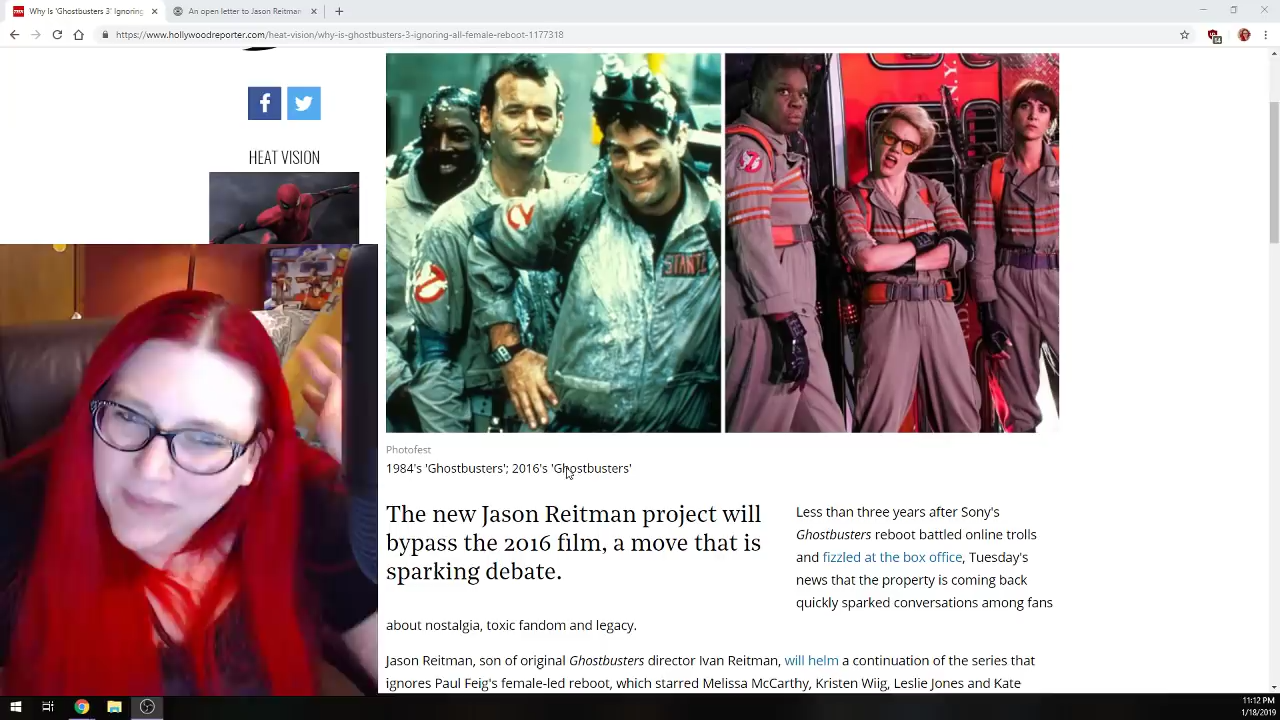 Why Is 'Ghostbusters 3' Ignoring
An open letter to Jason Reitman
https://www.hollywoodreporter.com/heat-vision/why-is-ghostbusters-3-ignoring-all-female-reboot-1177318
HEAT VISION
STANTZ
N.Y.
Photofest
1984's 'Ghostbusters'; 2016's 'Ghostbusters'
The new Jason Reitman project will
bypass the 2016 film, a move that is
sparking debate.
Less than three years after Sony's
Ghostbusters reboot battled online trolls
and fizzled at the box office, Tuesday's
news that the property is coming back
quickly sparked conversations among fans
about nostalgia, toxic fandom and legacy.
Jason Reitman, son of original Ghostbusters director Ivan Reitman, will helm a continuation of the series that
ignores Paul Feig's female-led reboot, which starred Melissa McCarthy, Kristen Wiig, Leslie Jones and Kate
11:12 PM
1/18/2019